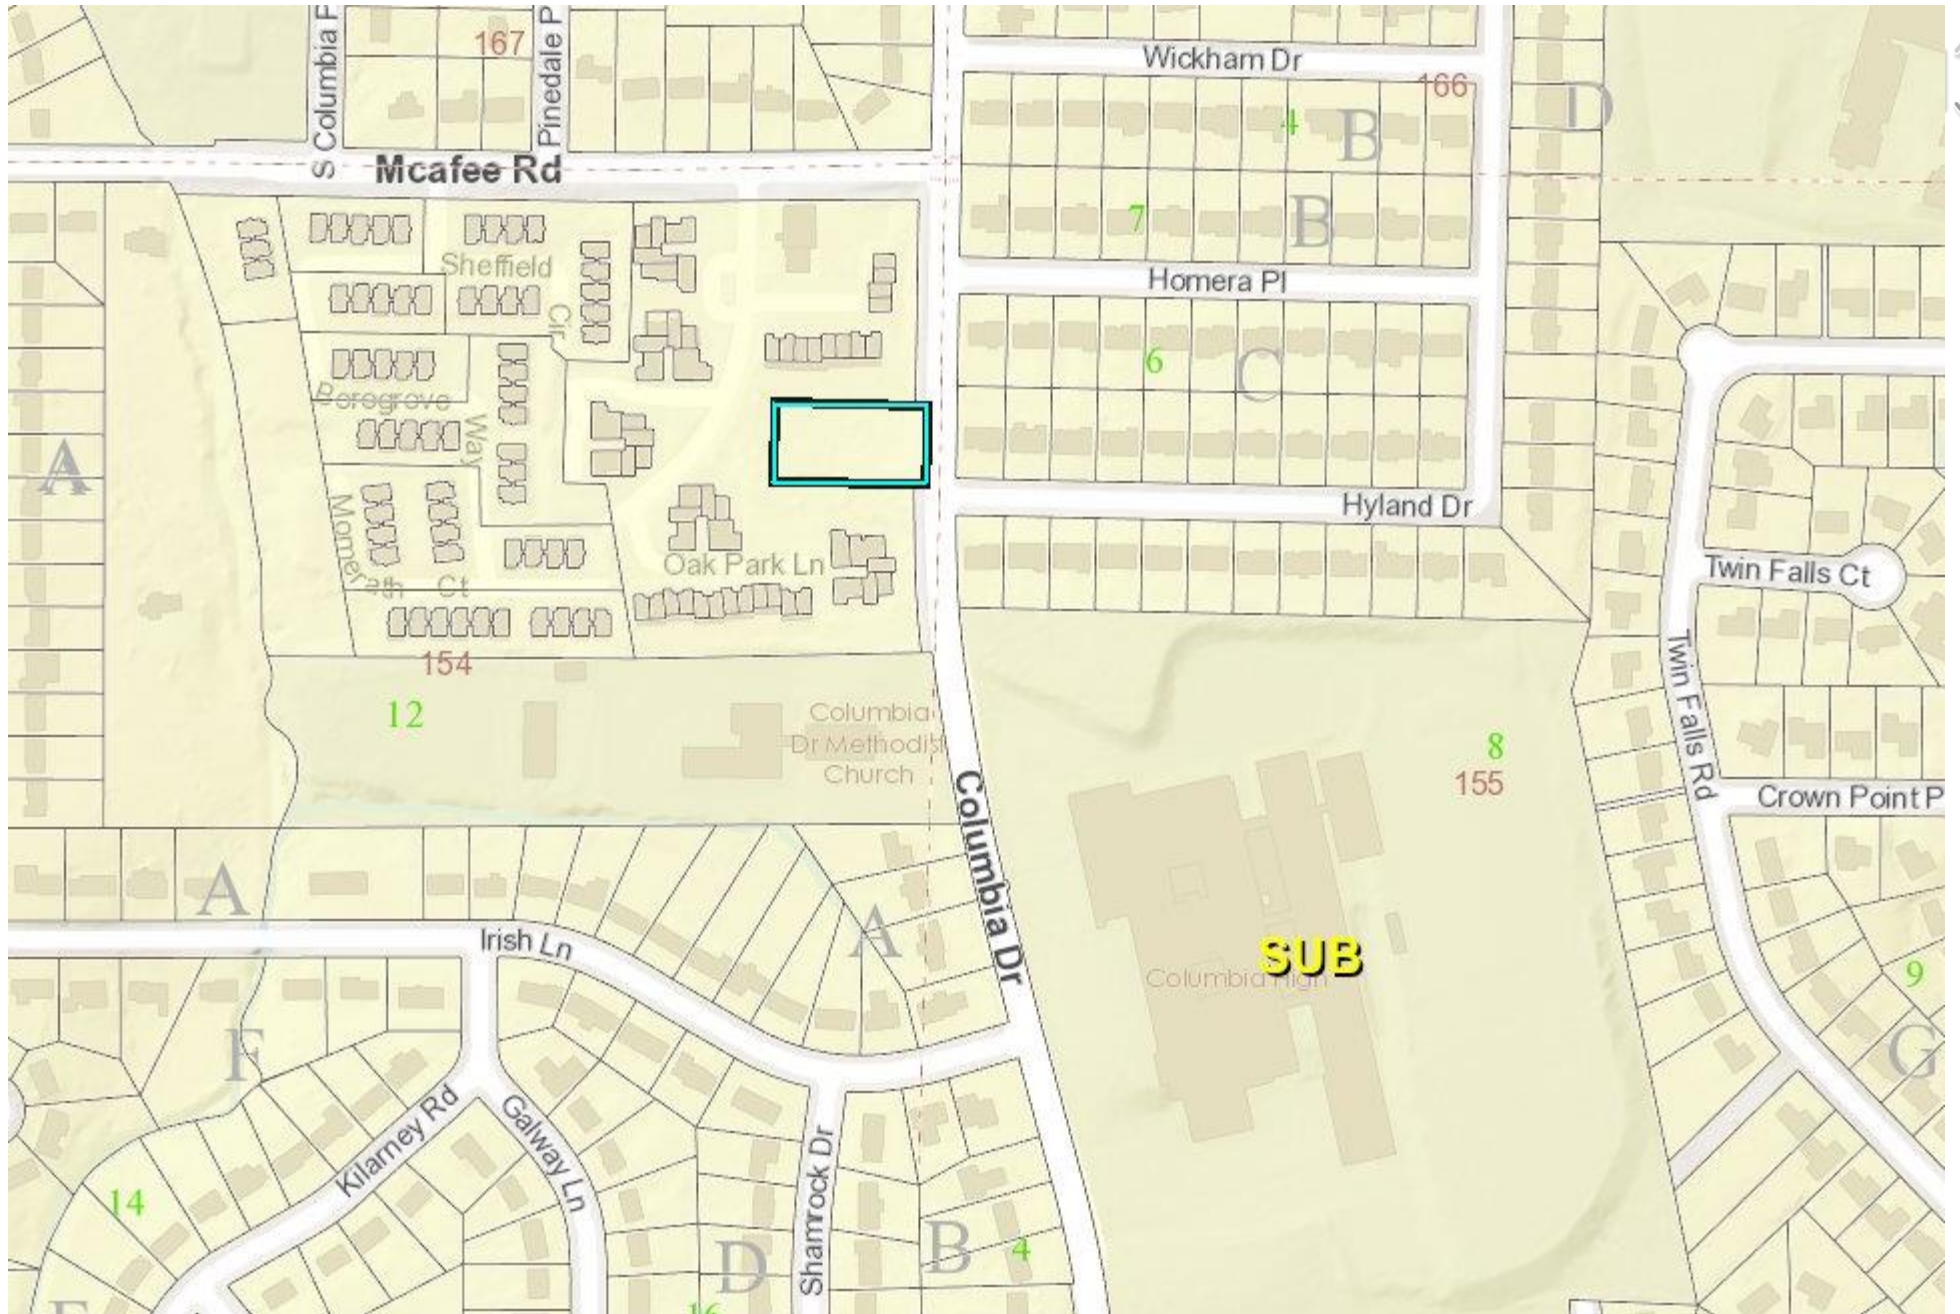 S Columbia P
167
Pinedale P
Wickham Dr
166
D
4
B
Mcafee Rd
7
B
Sheffield
Cir
Homera Pl
6
C
Borogrove
Way
A
Hyland Dr
Momerath Ct
Oak Park Ln
Twin Falls Ct
154
12
Columbia
Dr Methodist
Church
8
155
Twin Falls Rd
Crown Point P
Columbia Dr
A
A
Irish Ln
SUB
Columbia High
9
F
G
Kilarney Rd
Galway Ln
Shamrock Dr
14
B
4
D
16